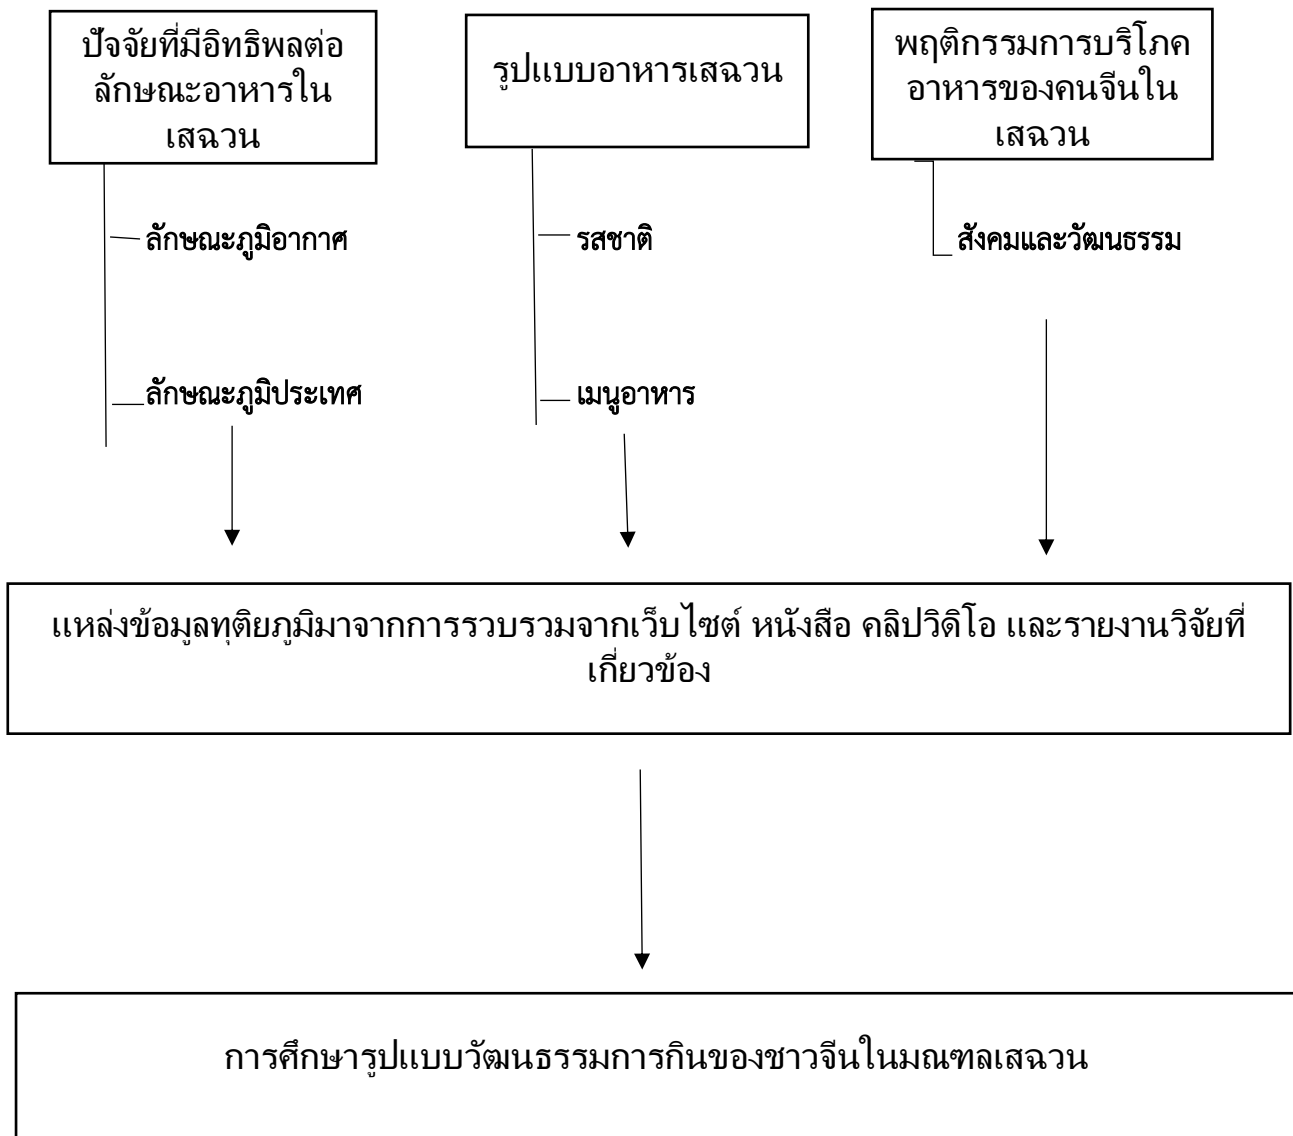 ปัจจัยที่มีอิทธิพลต่อ
ลักษณะอาหารใน
เสฉวน
รูปแบบอาหารเสฉวน
พฤติกรรมการบริโภค
อาหารของคนจีนใน
เสฉวน
ลักษณะภูมิอากาศ
รสชาติ
สังคมและวัฒนธรรม
ลักษณะภูมิประเทศ
เมนูอาหาร
แหล่งข้อมูลทุติยภูมิมาจากการรวบรวมจากเว็บไซต์ หนังสือ คลิปวิดิโอ และรายงานวิจัยที่
เกี่ยวข้อง
การศึกษารูปแบบวัฒนธรรมการกินของชาวจีนในมณฑลเสฉวน